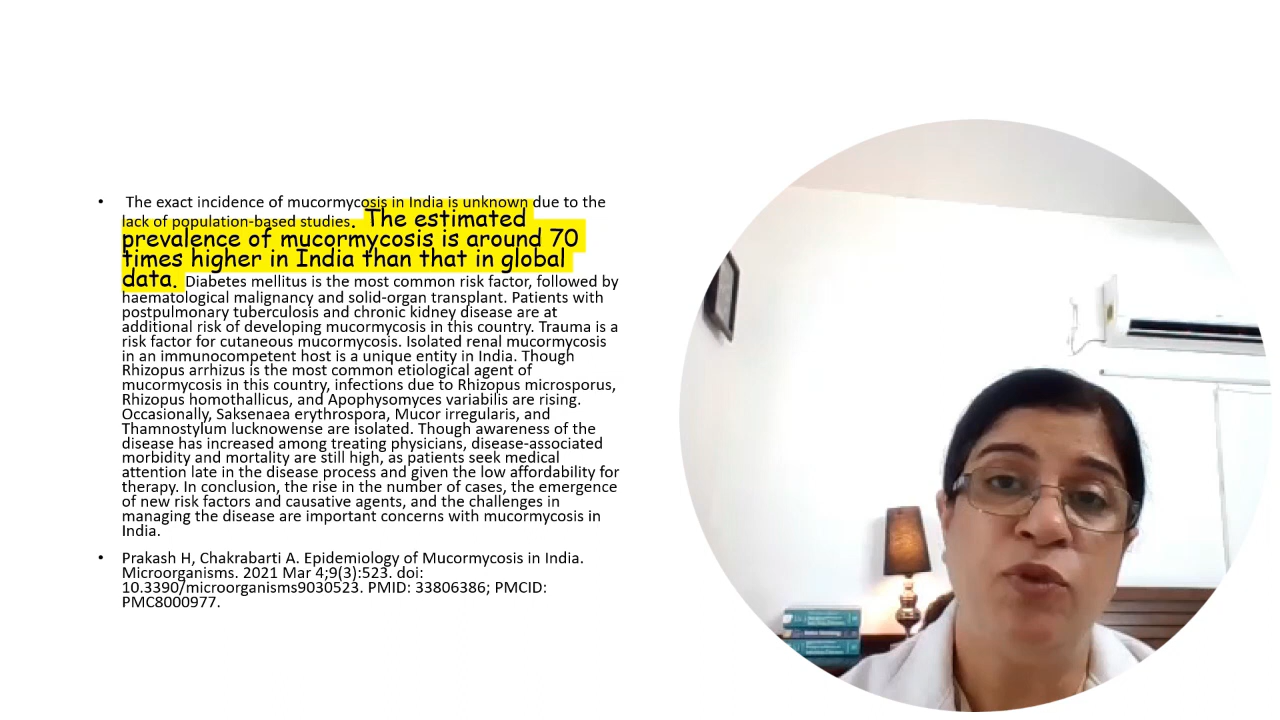 • The exact incidence of mucormycosis in India is unknown due to the
lack of population-based studies. The estimated
prevalence of mucormycosis is around 70
times higher in India than that in global
data. Diabetes mellitus is the most common risk factor, followed by
haematological malignancy and solid-organ transplant. Patients with
postpulmonary tuberculosis and chronic kidney disease are at
additional risk of developing mucormycosis in this country. Trauma is a
risk factor for cutaneous mucormycosis. Isolated renal mucormycosis
in an immunocompetent host is a unique entity in India. Though
Rhizopus arrhizus is the most common etiological agent of
mucormycosis in this country, infections due to Rhizopus microsporus,
Rhizopus homothallicus, and Apophysomyces variabilis are rising.
Occasionally, Saksenaea erythrospora, Mucor irregularis, and
Thamnostylum lucknowense are isolated. Though awareness of the
disease has increased among treating physicians, disease-associated
morbidity and mortality are still high, as patients seek medical
attention late in the disease process and given the low affordability for
therapy. In conclusion, the rise in the number of cases, the emergence
of new risk factors and causative agents, and the challenges in
managing the disease are important concerns with mucormycosis in
India.
• Prakash H, Chakrabarti A. Epidemiology of Mucormycosis in India.
Microorganisms. 2021 Mar 4;9(3):523. doi:
10.3390/microorganisms9030523. PMID: 33806386; PMCID:
PMC8000977.